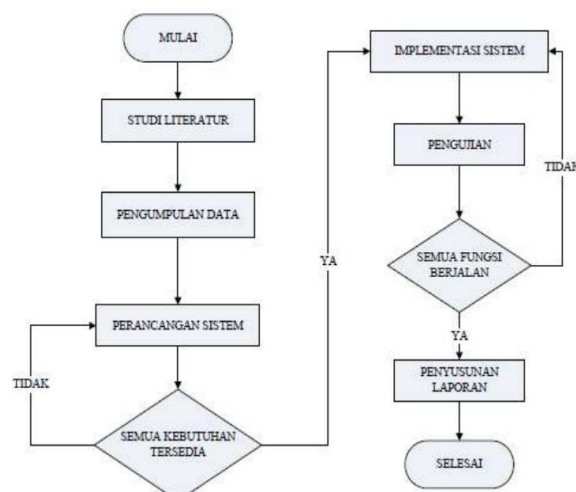 MULAI
STUDI LITERATUR
PENGUMPULAN DATA
PERANCANGAN SISTEM
TIDAK
SEMUA KEBUTUHAN
TERSEDIA
YA
IMPLEMENTASI SISTEM
PENGUJIAN
TIDAK
SEMUA FUNGSI
BERJALAN
YA
PENYUSUNAN
LAPORAN
SELESAI